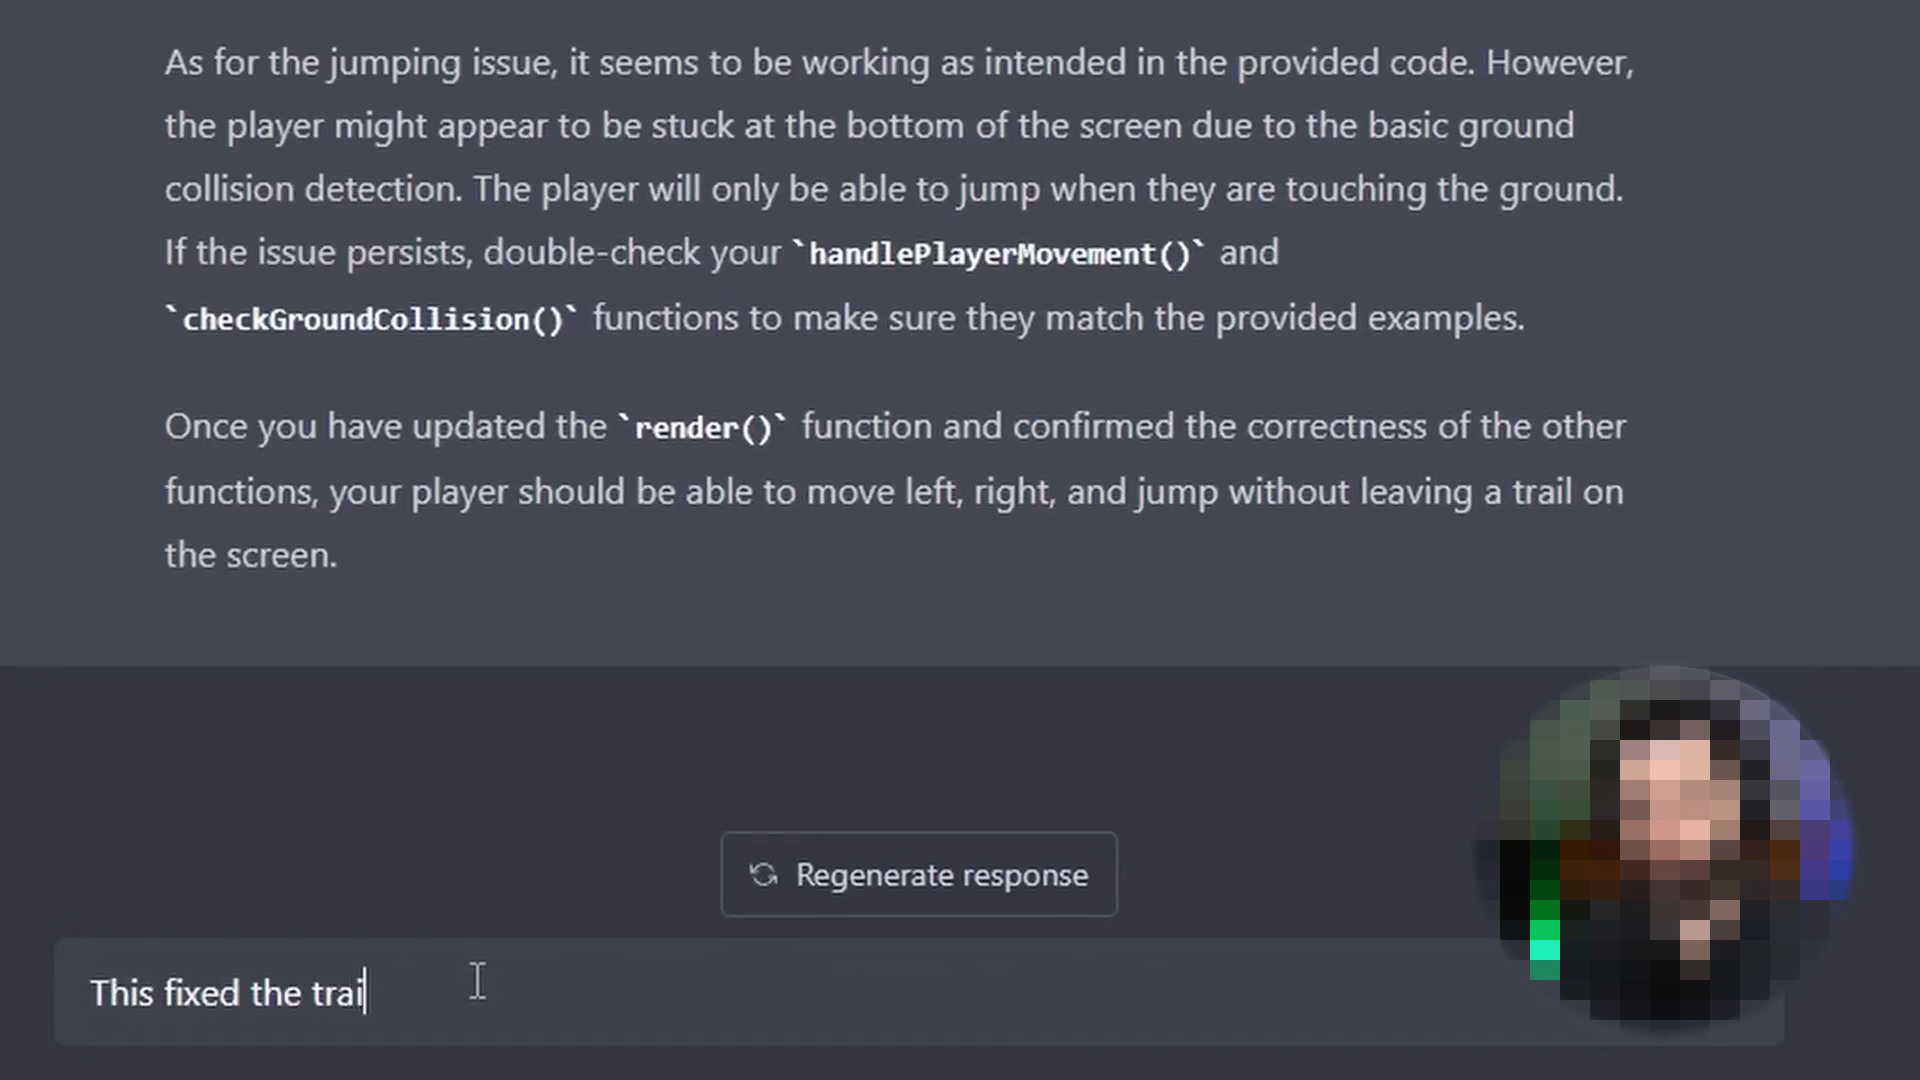 As for the jumping issue, it seems to be working as intended in the provided code. However,
the player might appear to be stuck at the bottom of the screen due to the basic ground
collision detection. The player will only be able to jump when they are touching the ground.
If the issue persists, double-check your `handlePlayerMovement()` and
`checkGroundCollision()` functions to make sure they match the provided examples.
Once you have updated the `render()` function and confirmed the correctness of the other
functions, your player should be able to move left, right, and jump without leaving a trail on
the screen.
Regenerate response
This fixed the trai